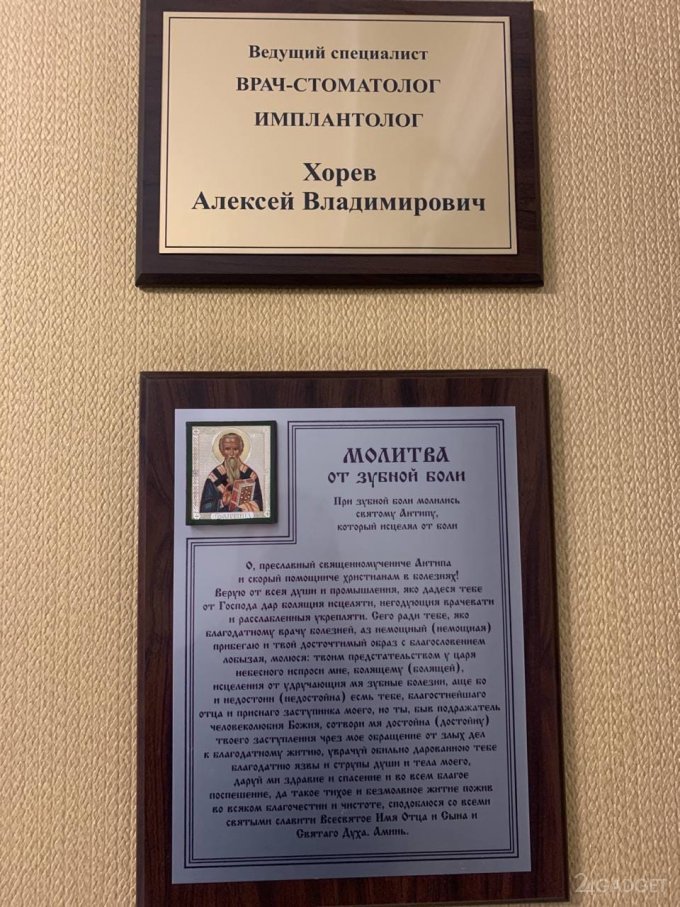 Ведущий специалист
ВРАЧ-СТОМАТОЛОГ
ИМПЛАНТОЛОГ
Хорев
Алексей Владимирович
МОЛИТВА
от зубной боли
При зубной боли молились
святому Антипу,
который исцелял от боли
О, преславный священномучениче Антипа
и скорый помощниче христианам в болезнях!
Верую от всея души и промышления, яко дадеся тебе
от Господа дар болящия исцеляти, негодующия врачевати
и расслабленныя укрепляти. Сего ради тебе, яко
благодатному врачу болезней, аз немощный (немощная)
прибегаю и твой досточтимый образ с благословением
лобызая, молюся: твоим предстательством у царя
небесного испроси мне, болящему (болящей),
исцеления от удручающия мя зубные болезни, аще бо
и недостоин (недостойна) есмь тебе, благостнейшаго
отца и приснаго заступника моего, но ты, быв подражатель
человеколюбия Божия, сотвори мя достойна (достойну)
твоего заступления чрез мое обращение от злых дел
к благодатному житию, уврачуй обильно дарованною тебе
благодатию язвы и струпы души и тела моего,
даруй ми здравие и спасение и во всем благое
поспешение, да такое тихое и безмолвное житие пожив
во всяком благочестии и чистоте, сподоблюся со всеми
святыми славити Всесвятое Имя Отца и Сына и
Святаго Духа. Аминь.
24GADGET